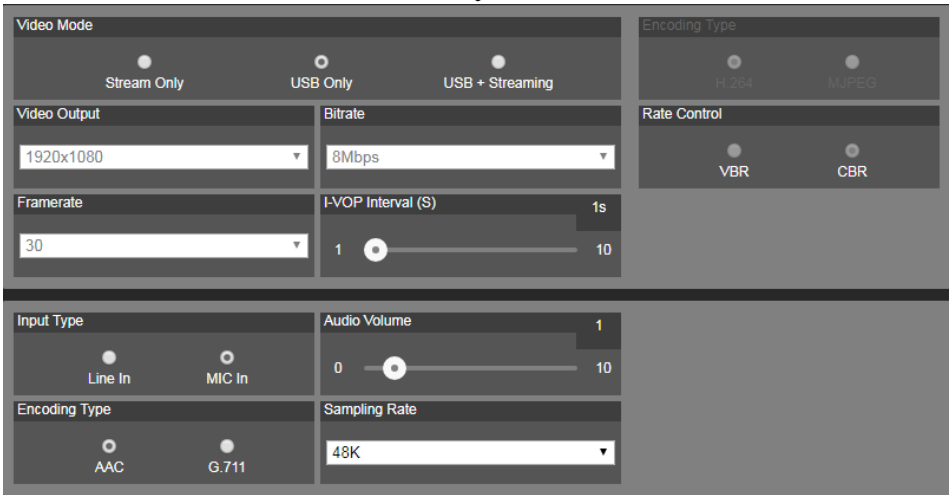 Video Mode
Encoding Type
Stream Only
USB Only
USB + Streaming
H.264
MJPEG
Video Output
Bitrate
Rate Control
1920x1080
8Mbps
VBR
CBR
Framerate
I-VOP Interval (S)
1s
30
1
10
Input Type
Audio Volume
1
Line In
MIC In
0
10
Encoding Type
Sampling Rate
AAC
G.711
48K